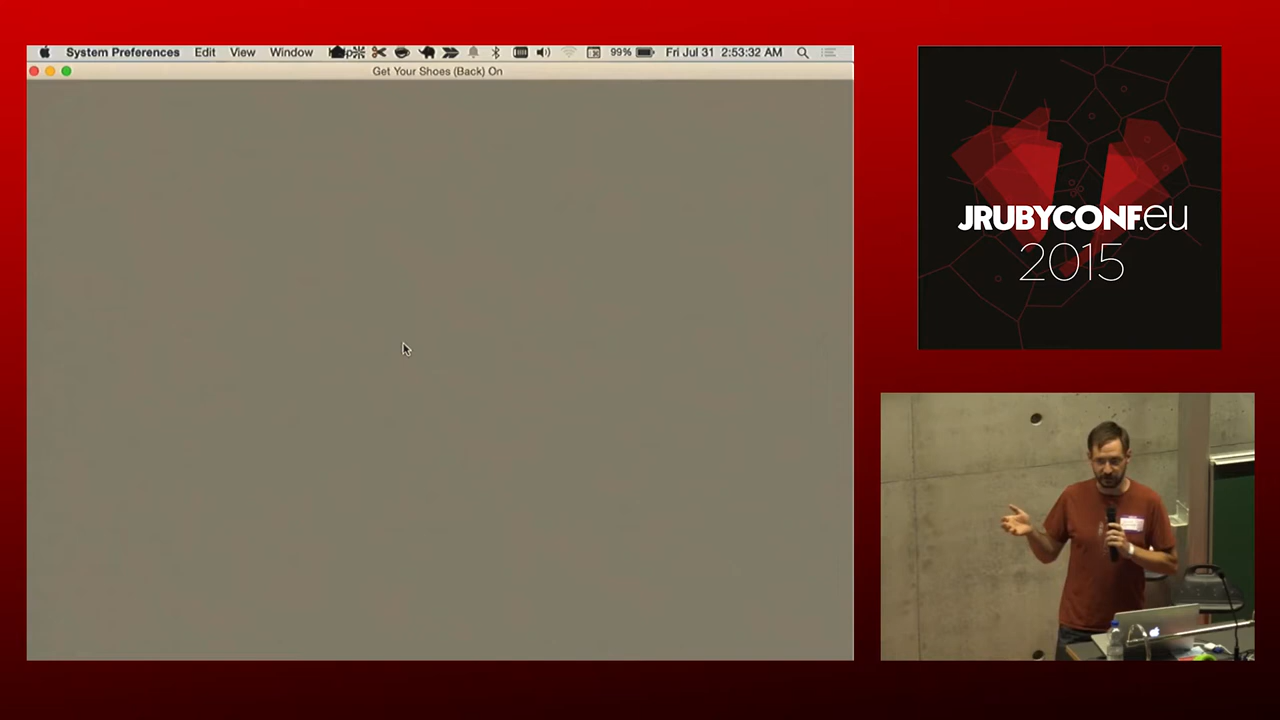 System Preferences Edit View Window 99% Fri Jul 31 2:53:32 AM
Get Your Shoes (Back) On
JRUBYCONF.eu
2015